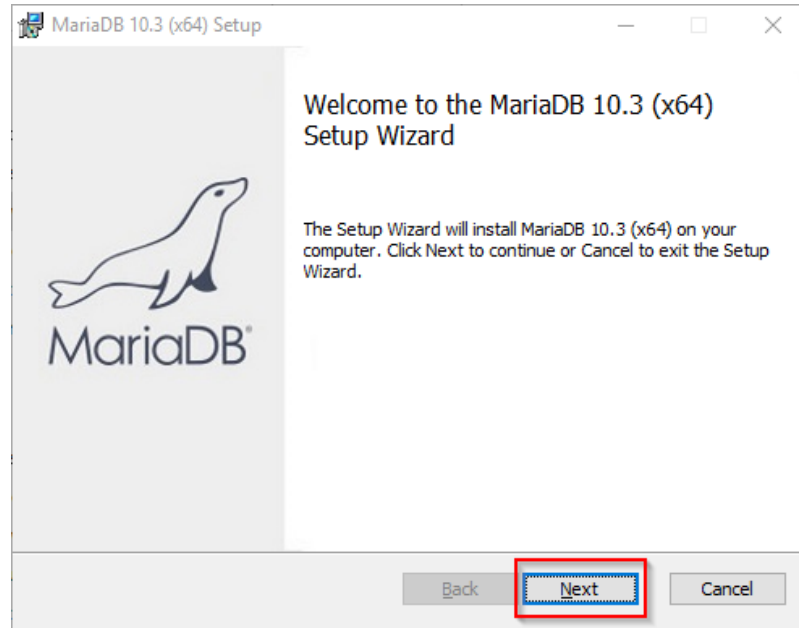 MariaDB 10.3 (x64) Setup
Welcome to the MariaDB 10.3 (x64)
Setup Wizard
The Setup Wizard will install MariaDB 10.3 (x64) on your
computer. Click Next to continue or Cancel to exit the Setup
Wizard.
MariaDB®
Back Next Cancel